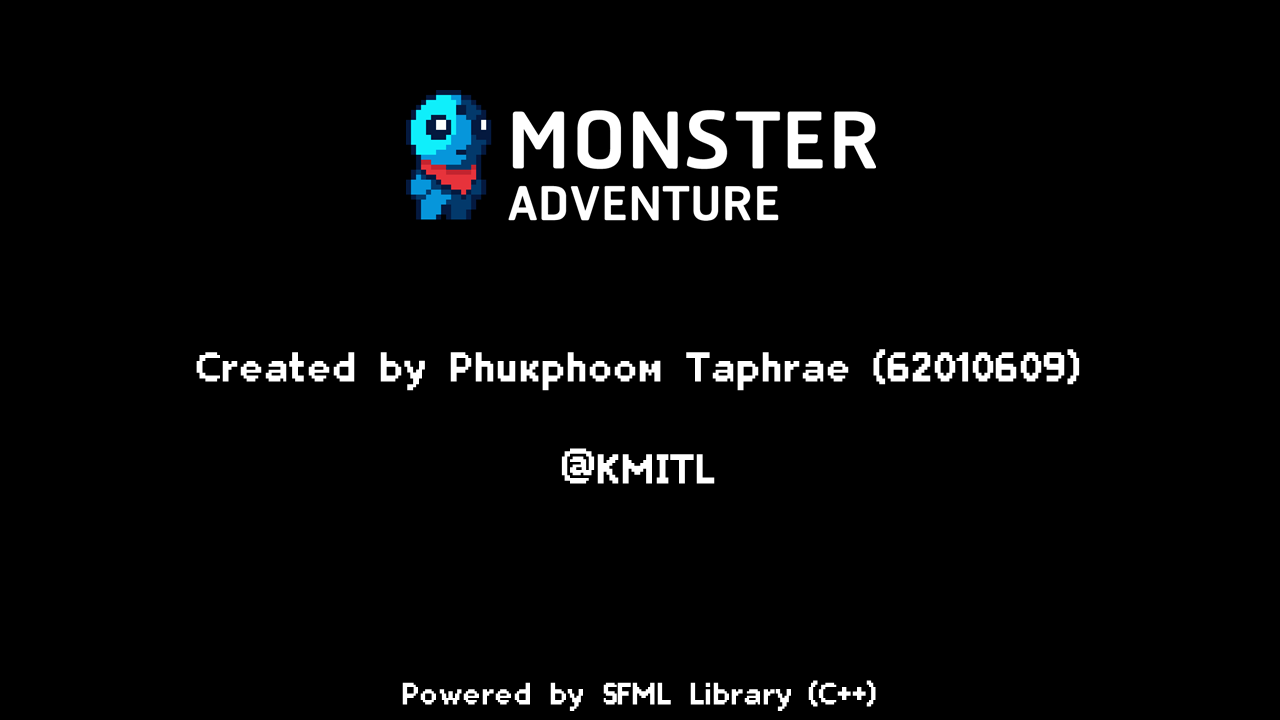 MONSTER
ADVENTURE
Created by Phukphoom Taphrae (62010609)
@KMITL
Powered by SFML Library (C++)